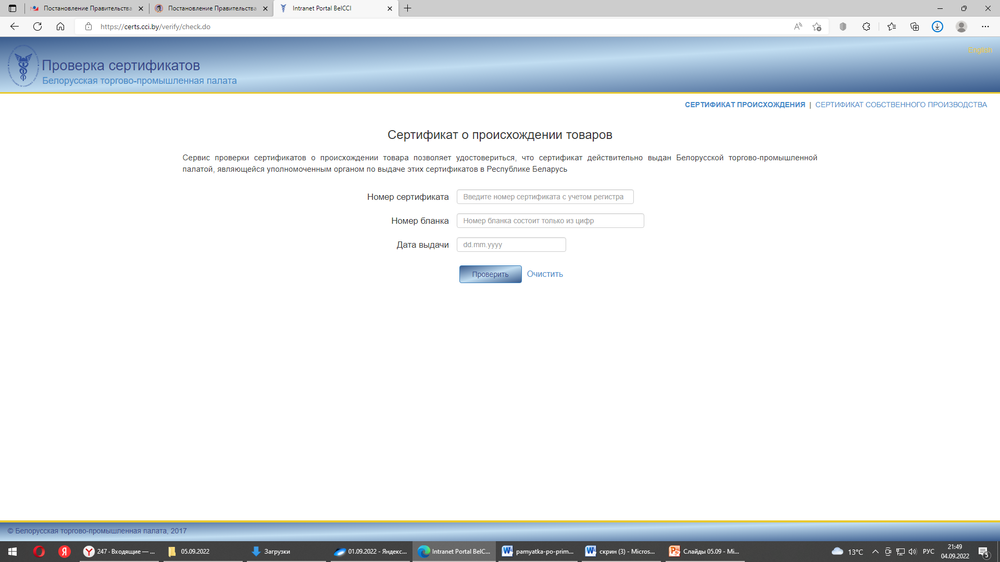 Постановление Правительства
Постановление Правительства
Intranet Portal BelCCI
https://certs.cci.by/verify/check.do
English
Проверка сертификатов
Белорусская торгово-промышленная палата
СЕРТИФИКАТ ПРОИСХОЖДЕНИЯ | СЕРТИФИКАТ СОБСТВЕННОГО ПРОИЗВОДСТВА
Сертификат о происхождении товаров
Сервис проверки сертификатов о происхождении товара позволяет удостовериться, что сертификат действительно выдан Белорусской торгово-промышленной
палатой, являющейся уполномоченным органом по выдаче этих сертификатов в Республике Беларусь
Номер сертификата Введите номер сертификата с учетом регистра
Номер бланка Номер бланка состоит только из цифр
Дата выдачи dd.mm.yyyy
Проверить Очистить
© Белорусская торгово-промышленная палата, 2017
247 · Входящие — ...
05.09.2022
Загрузки
01.09.2022 - Яндекс...
Intranet Portal BelC...
pamyatka-po-prim...
скрин (3) - Micros...
Слайды 05.09 - Mi...
13°C
РУС
21:49
04.09.2022
5